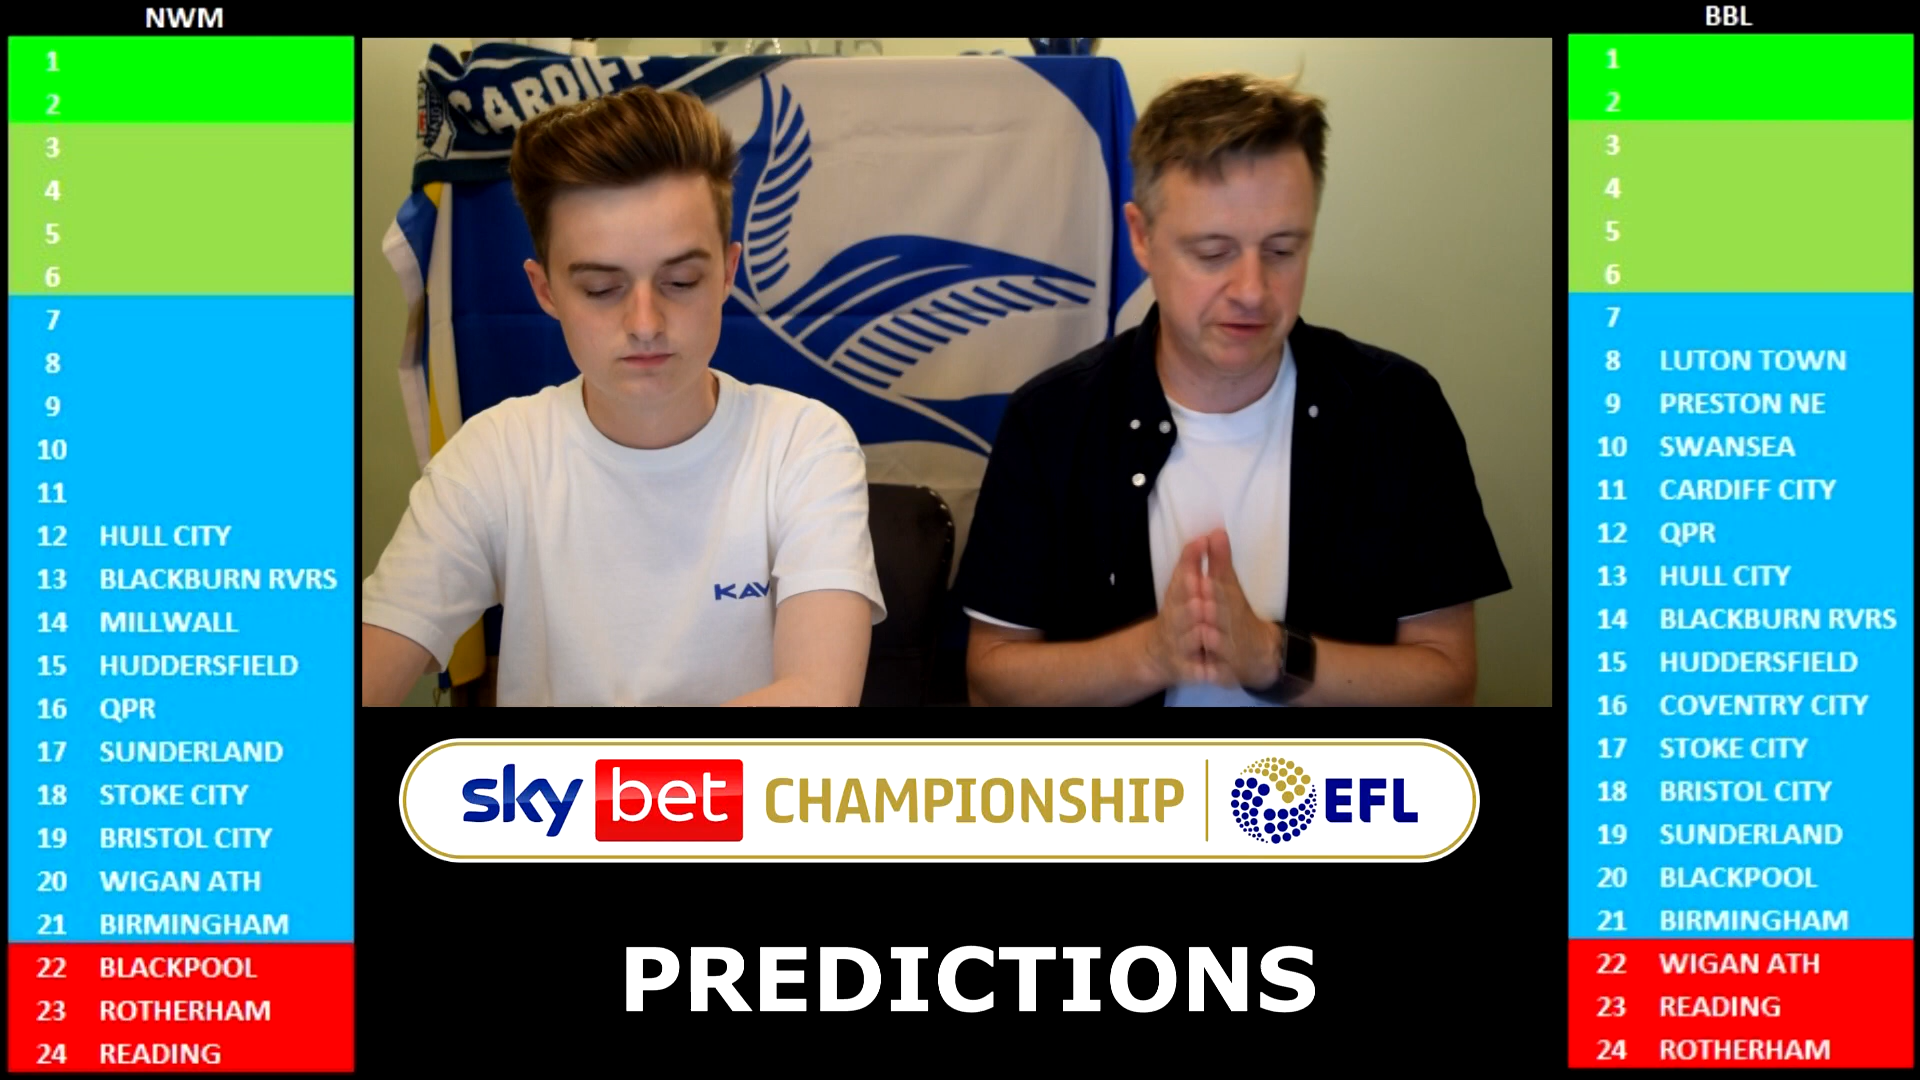 NWM
1
2
3
4
5
6
7
8
9
10
11
12 HULL CITY
13 BLACKBURN RVRS
14 MILLWALL
15 HUDDERSFIELD
16 QPR
17 SUNDERLAND
18 STOKE CITY
19 BRISTOL CITY
20 WIGAN ATH
21 BIRMINGHAM
22 BLACKPOOL
23 ROTHERHAM
24 READING
CARDIFF
KAV
sky bet CHAMPIONSHIP EFL
PREDICTIONS
BBL
1
2
3
4
5
6
7
8 LUTON TOWN
9 PRESTON NE
10 SWANSEA
11 CARDIFF CITY
12 QPR
13 HULL CITY
14 BLACKBURN RVRS
15 HUDDERSFIELD
16 COVENTRY CITY
17 STOKE CITY
18 BRISTOL CITY
19 SUNDERLAND
20 BLACKPOOL
21 BIRMINGHAM
22 WIGAN ATH
23 READING
24 ROTHERHAM